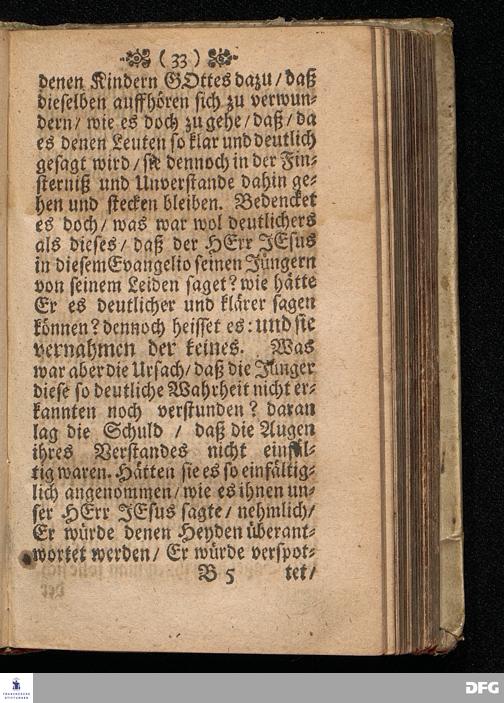 ( 33 )
denen Kindern GOttes dazu / daß
dieselben auffhören sich zu verwun-
dern / wie es doch zu gehe / daß / da
es denen Leuten so klar und deutlich
gesagt wird / sie dennoch in der Fin-
sterniß und Unverstande dahin ge-
hen und stecken bleiben. Bedencket
es doch / was war wol deutlichers
als dieses / daß der HErr JEsus
in diesem Evangelio seinen Jüngern
von seinem Leiden saget? wie hätte
Er es deutlicher und klärer sagen
können? dennoch heisset es: und sie
vernahmen der keines. Was
war aber die Ursach / daß die Jünger
diese so deutliche Wahrheit nicht er-
kannten noch verstunden? daran
lag die Schuld / daß die Augen
ihres Verstandes nicht einfäl-
tig waren. Hätten sie es so einfältig-
lich angenommen / wie es ihnen un-
ser HErr JEsus sagte / nehmlich /
Er würde denen Heyden überant-
wortet werden / Er würde verspot-
B 5 tet /
FRANCKESCHE
STIFTUNGEN
DFG